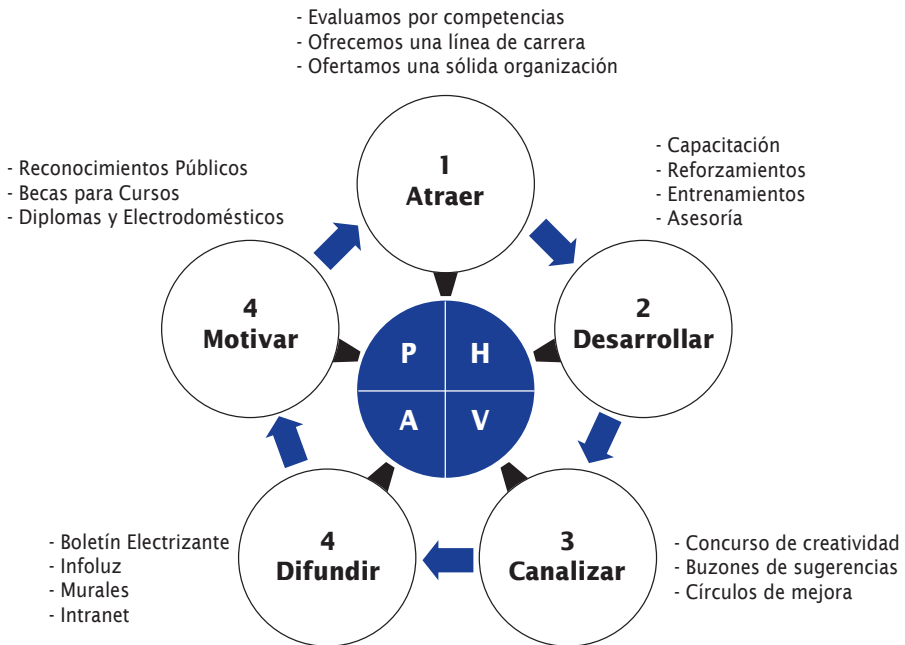 - Evaluamos por competencias
- Ofrecemos una línea de carrera
- Ofertamos una sólida organización
1
Atraer
- Capacitación
- Reforzamientos
- Entrenamientos
- Asesoría
2
Desarrollar
3
Canalizar
- Concurso de creatividad
- Buzones de sugerencias
- Círculos de mejora
4
Difundir
- Boletín Electrizante
- Infoluz
- Murales
- Intranet
4
Motivar
- Reconocimientos Públicos
- Becas para Cursos
- Diplomas y Electrodomésticos
P H
A V